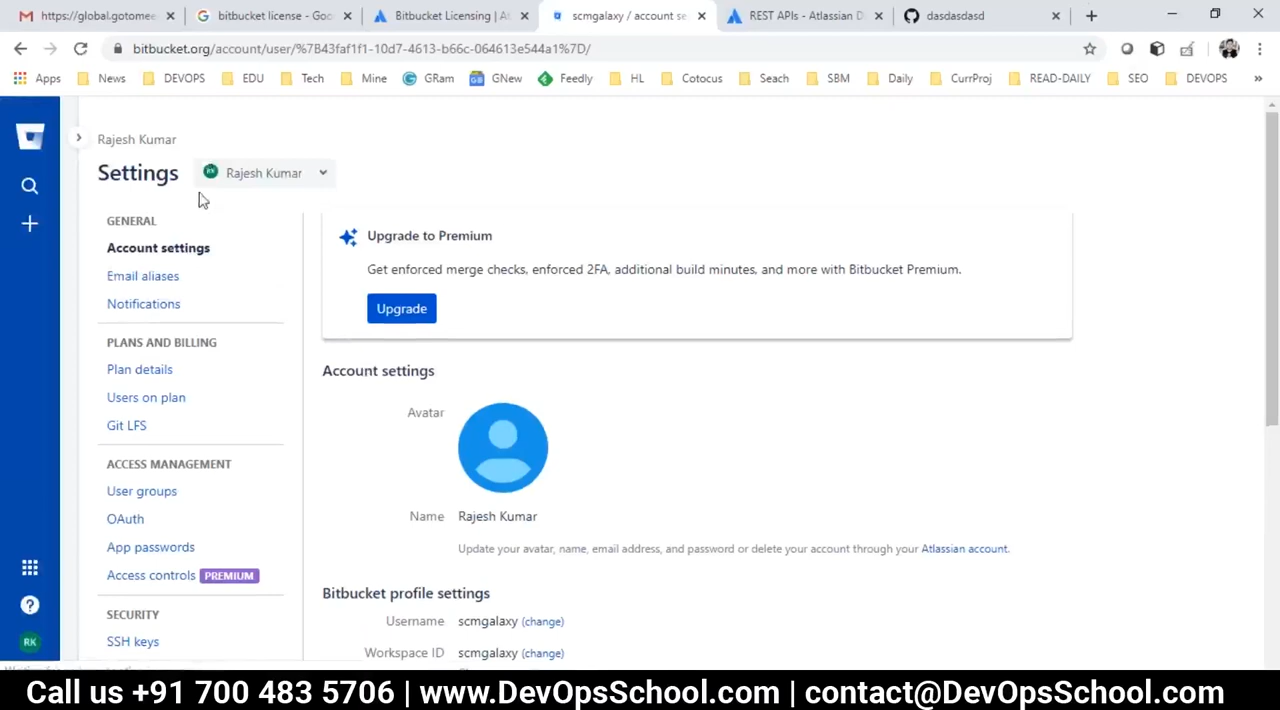 https://global.gotomee
bitbucket license - Goo
Bitbucket Licensing | At
scmgalaxy / account se
REST APIs - Atlassian D
dasdasdasd
bitbucket.org/account/user/%7B43faf1f1-10d7-4613-b66c-064613e544a1%7D/
Apps
News
DEVOPS
EDU
Tech
Mine
GRam
GNew
Feedly
HL
Cotocus
Seach
SBM
Daily
CurrProj
READ-DAILY
SEO
DEVOPS
Rajesh Kumar
Settings
RK Rajesh Kumar
GENERAL
Account settings
Email aliases
Notifications
PLANS AND BILLING
Plan details
Users on plan
Git LFS
ACCESS MANAGEMENT
User groups
OAuth
App passwords
Access controls PREMIUM
SECURITY
SSH keys
RK
Upgrade to Premium
Get enforced merge checks, enforced 2FA, additional build minutes, and more with Bitbucket Premium.
Upgrade
Account settings
Avatar
Name Rajesh Kumar
Update your avatar, name, email address, and password or delete your account through your Atlassian account.
Bitbucket profile settings
Username scmgalaxy (change)
Workspace ID scmgalaxy (change)
Call us +91 700 483 5706 | www.DevOpsSchool.com | contact@DevOpsSchool.com